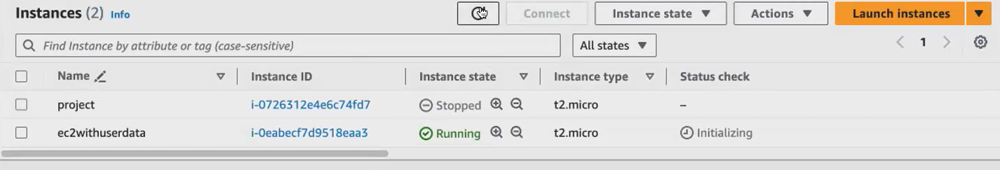 Instances (2) Info Connect Instance state Actions Launch instances
Find Instance by attribute or tag (case-sensitive) All states 1
Name Instance ID Instance state Instance type Status check
project i-0726312e4e6c74fd7 Stopped t2.micro –
ec2withuserdata i-0eabecf7d9518eaa3 Running t2.micro Initializing